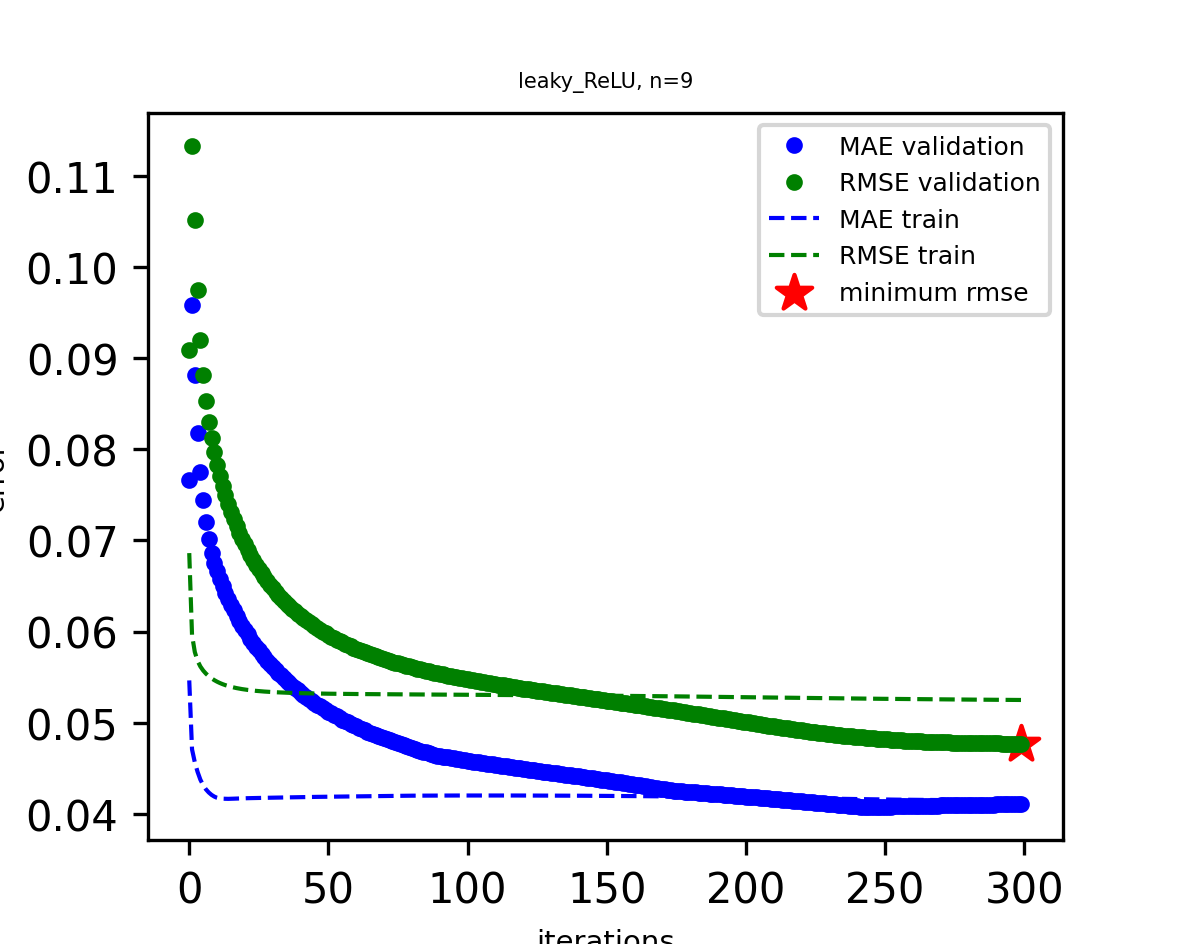 leaky_ReLU, n=9
MAE validation
RMSE validation
MAE train
RMSE train
minimum rmse
0.11
0.10
0.09
0.08
0.07
0.06
0.05
0.04
0 50 100 150 200 250 300
iterations